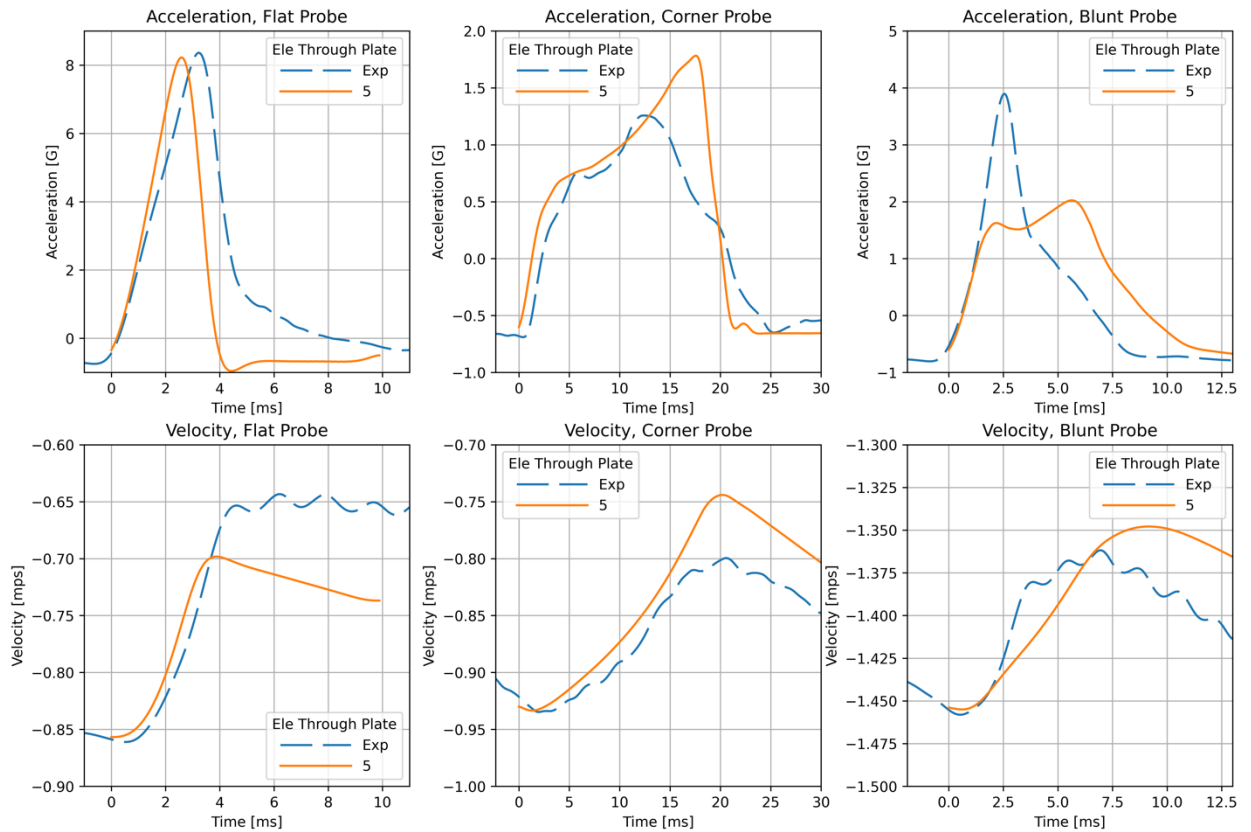 Acceleration, Flat Probe
Acceleration [G]
8
6
4
2
0
Ele Through Plate
Exp
5
0 2 4 6 8 10
Time [ms]
Acceleration, Corner Probe
Acceleration [G]
2.0
1.5
1.0
0.5
0.0
−0.5
−1.0
Ele Through Plate
Exp
5
0 5 10 15 20 25 30
Time [ms]
Acceleration, Blunt Probe
Acceleration [G]
5
4
3
2
1
0
−1
Ele Through Plate
Exp
5
0.0 2.5 5.0 7.5 10.0 12.5
Time [ms]
Velocity, Flat Probe
Velocity [mps]
−0.60
−0.65
−0.70
−0.75
−0.80
−0.85
−0.90
Ele Through Plate
Exp
5
0 2 4 6 8 10
Time [ms]
Velocity, Corner Probe
Velocity [mps]
−0.70
−0.75
−0.80
−0.85
−0.90
−0.95
−1.00
Ele Through Plate
Exp
5
0 5 10 15 20 25 30
Time [ms]
Velocity, Blunt Probe
Velocity [mps]
−1.300
−1.325
−1.350
−1.375
−1.400
−1.425
−1.450
−1.475
−1.500
Ele Through Plate
Exp
5
0.0 2.5 5.0 7.5 10.0 12.5
Time [ms]